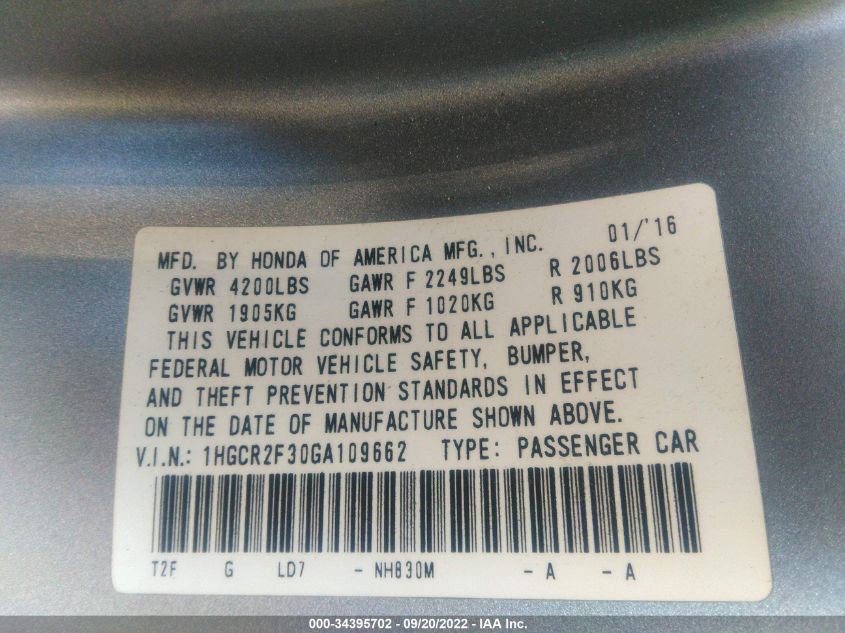 MFD. BY HONDA OF AMERICA MFG., INC. 01/'16
GVWR 4200LBS GAWR F 2249LBS R 2006LBS
GVWR 1905KG GAWR F 1020KG R 910KG
THIS VEHICLE CONFORMS TO ALL APPLICABLE
FEDERAL MOTOR VEHICLE SAFETY, BUMPER,
AND THEFT PREVENTION STANDARDS IN EFFECT
ON THE DATE OF MANUFACTURE SHOWN ABOVE.
V.I.N.: 1HGCR2F30GA109662 TYPE: PASSENGER CAR
T2F G LD7 - NH830M - A - A
000-34395702 - 09/20/2022 - IAA Inc.